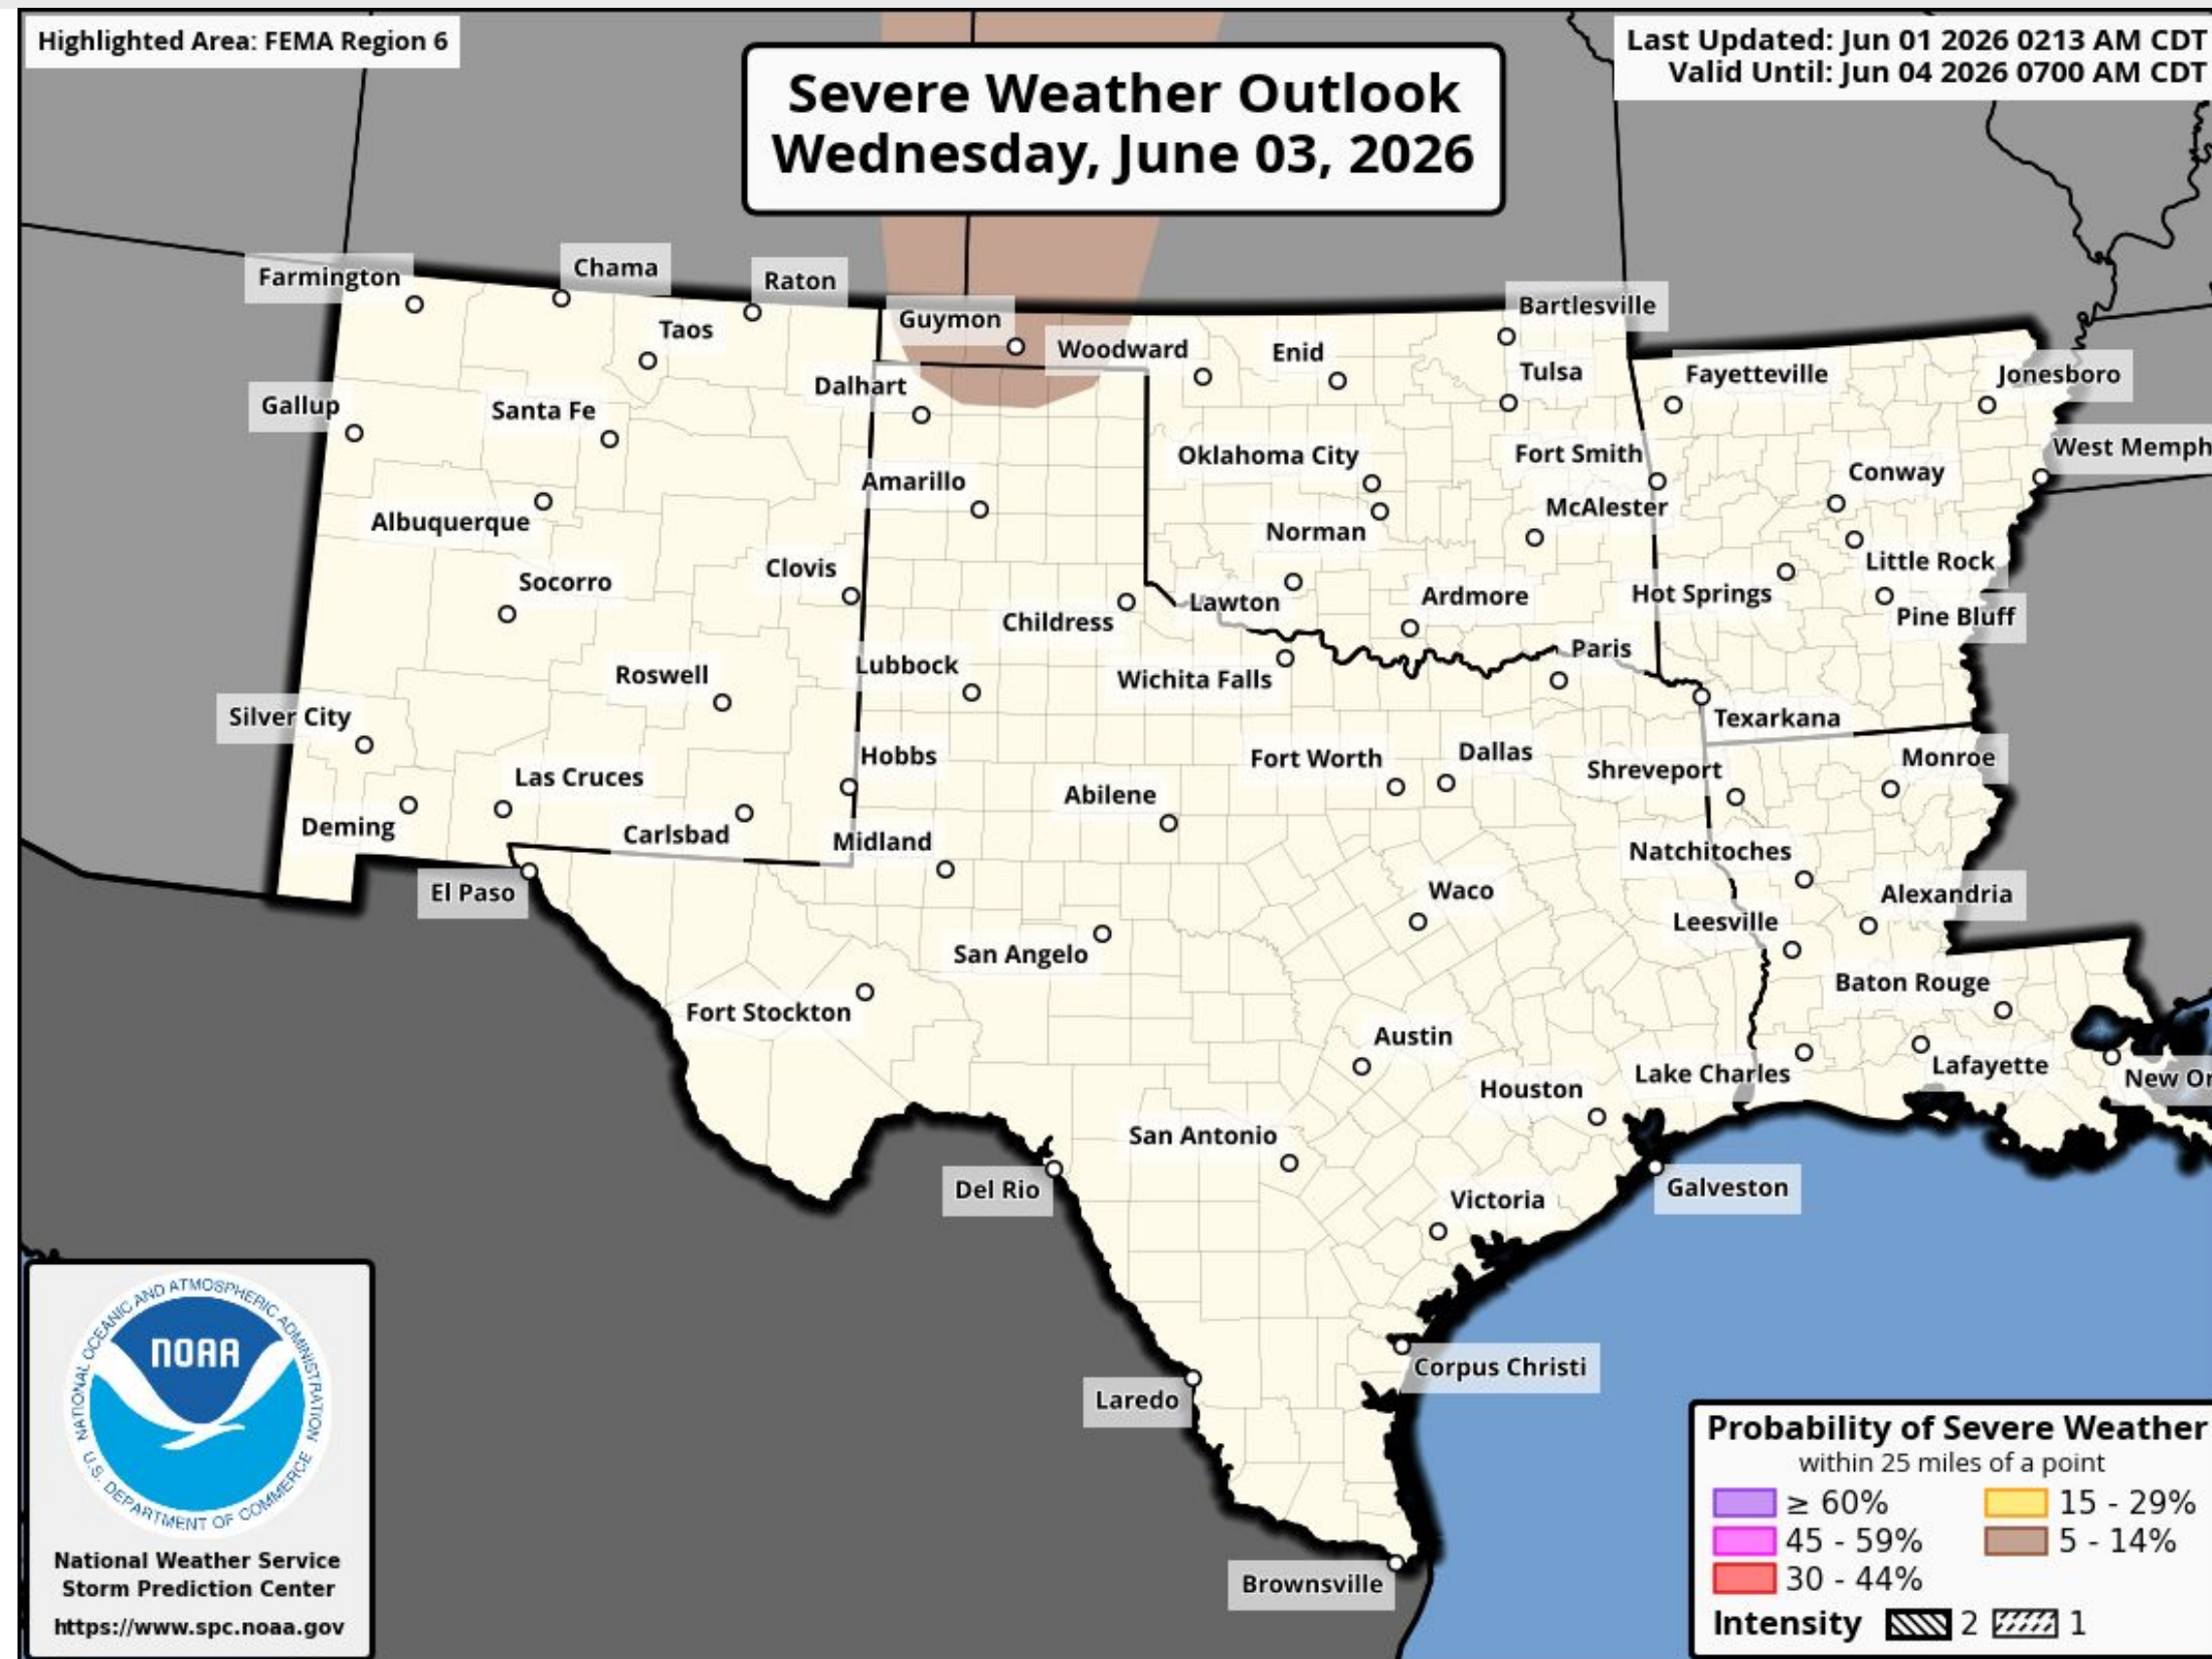 Highlighted Area: FEMA Region 6
Last Updated: Jun 01 2026 0213 AM CDT
Valid Until: Jun 04 2026 0700 AM CDT
Severe Weather Outlook
Wednesday, June 03, 2026
Farmington
Chama
Raton
Guymon
Bartlesville
Taos
Woodward
Enid
Tulsa
Fayetteville
Jonesboro
Dalhart
Gallup
Santa Fe
Amarillo
Oklahoma City
Fort Smith
Conway
West Memph
Albuquerque
Norman
McAlester
Little Rock
Clovis
Socorro
Lawton
Ardmore
Hot Springs
Pine Bluff
Childress
Paris
Lubbock
Wichita Falls
Roswell
Silver City
Texarkana
Hobbs
Fort Worth
Dallas
Shreveport
Monroe
Las Cruces
Abilene
Deming
Carlsbad
Midland
Natchitoches
El Paso
Waco
Alexandria
Leesville
San Angelo
Baton Rouge
Fort Stockton
Austin
Lake Charles
Lafayette
New Or
Houston
San Antonio
Del Rio
Galveston
Victoria
Corpus Christi
Laredo
Brownsville
NATIONAL OCEANIC AND ATMOSPHERIC ADMINISTRATION
NOAA
U.S. DEPARTMENT OF COMMERCE
National Weather Service
Storm Prediction Center
https://www.spc.noaa.gov
Probability of Severe Weather
within 25 miles of a point
≥ 60% 15 - 29%
45 - 59% 5 - 14%
30 - 44%
Intensity 2 1